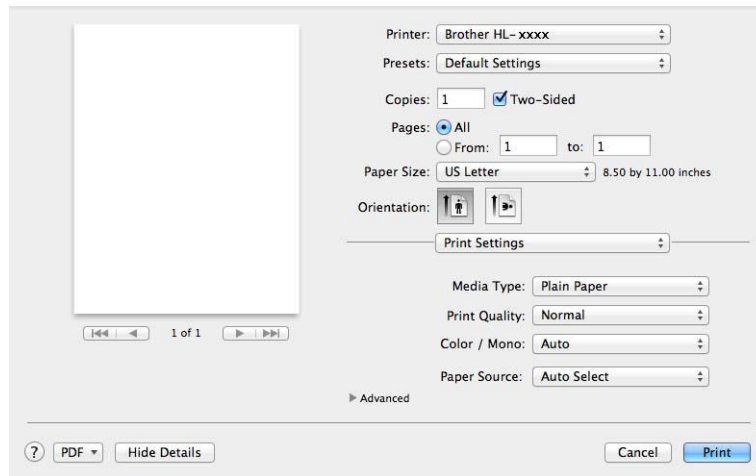 Printer: Brother HL-xxxx
Presets: Default Settings
Copies: 1 Two-Sided
Pages: All
From: 1 to: 1
Paper Size: US Letter 8.50 by 11.00 inches
Orientation:
Print Settings
Media Type: Plain Paper
Print Quality: Normal
1 of 1
Color / Mono: Auto
Paper Source: Auto Select
Advanced
? PDF Hide Details Cancel Print